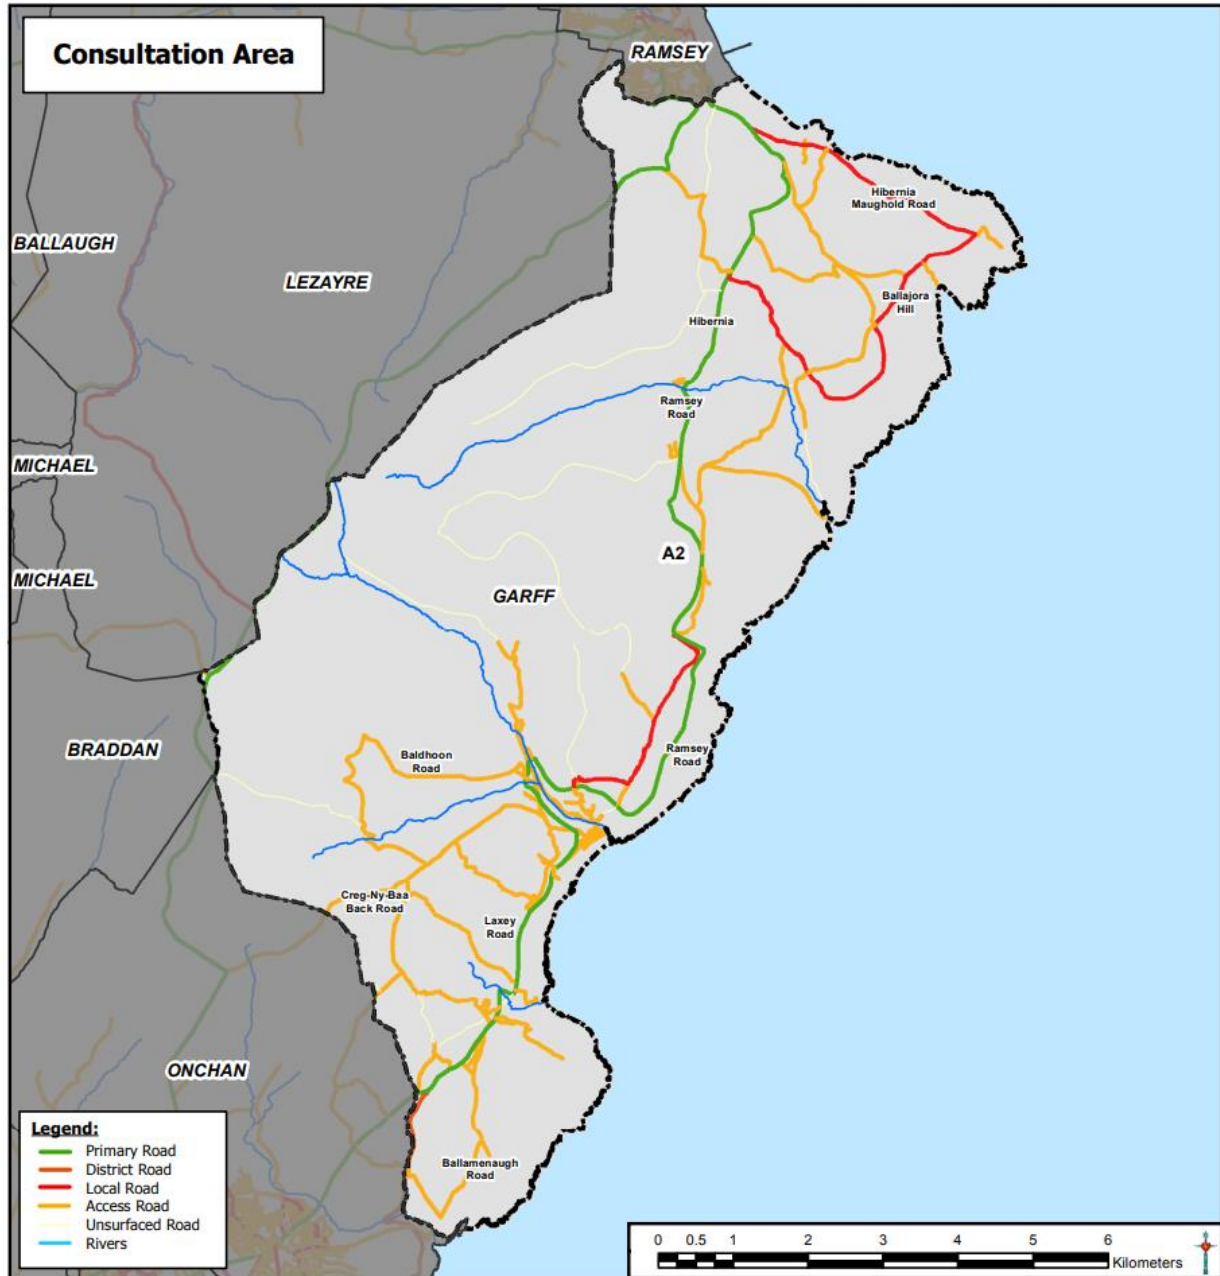 Consultation Area
RAMSEY
Hibernia
Maughold Road
BALLAUGH
LEZAYRE
Ballajora
Hill
Hibernia
Ramsey
Road
MICHAEL
A2
MICHAEL
GARFF
BRADDAN
Baldhoon
Road
Ramsey
Road
Creg-Ny-Baa
Back Road
Laxey
Road
ONCHAN
Ballamenaugh
Road
Legend:
Primary Road
District Road
Local Road
Access Road
Unsurfaced Road
Rivers
0 0.5 1 2 3 4 5 6
Kilometers